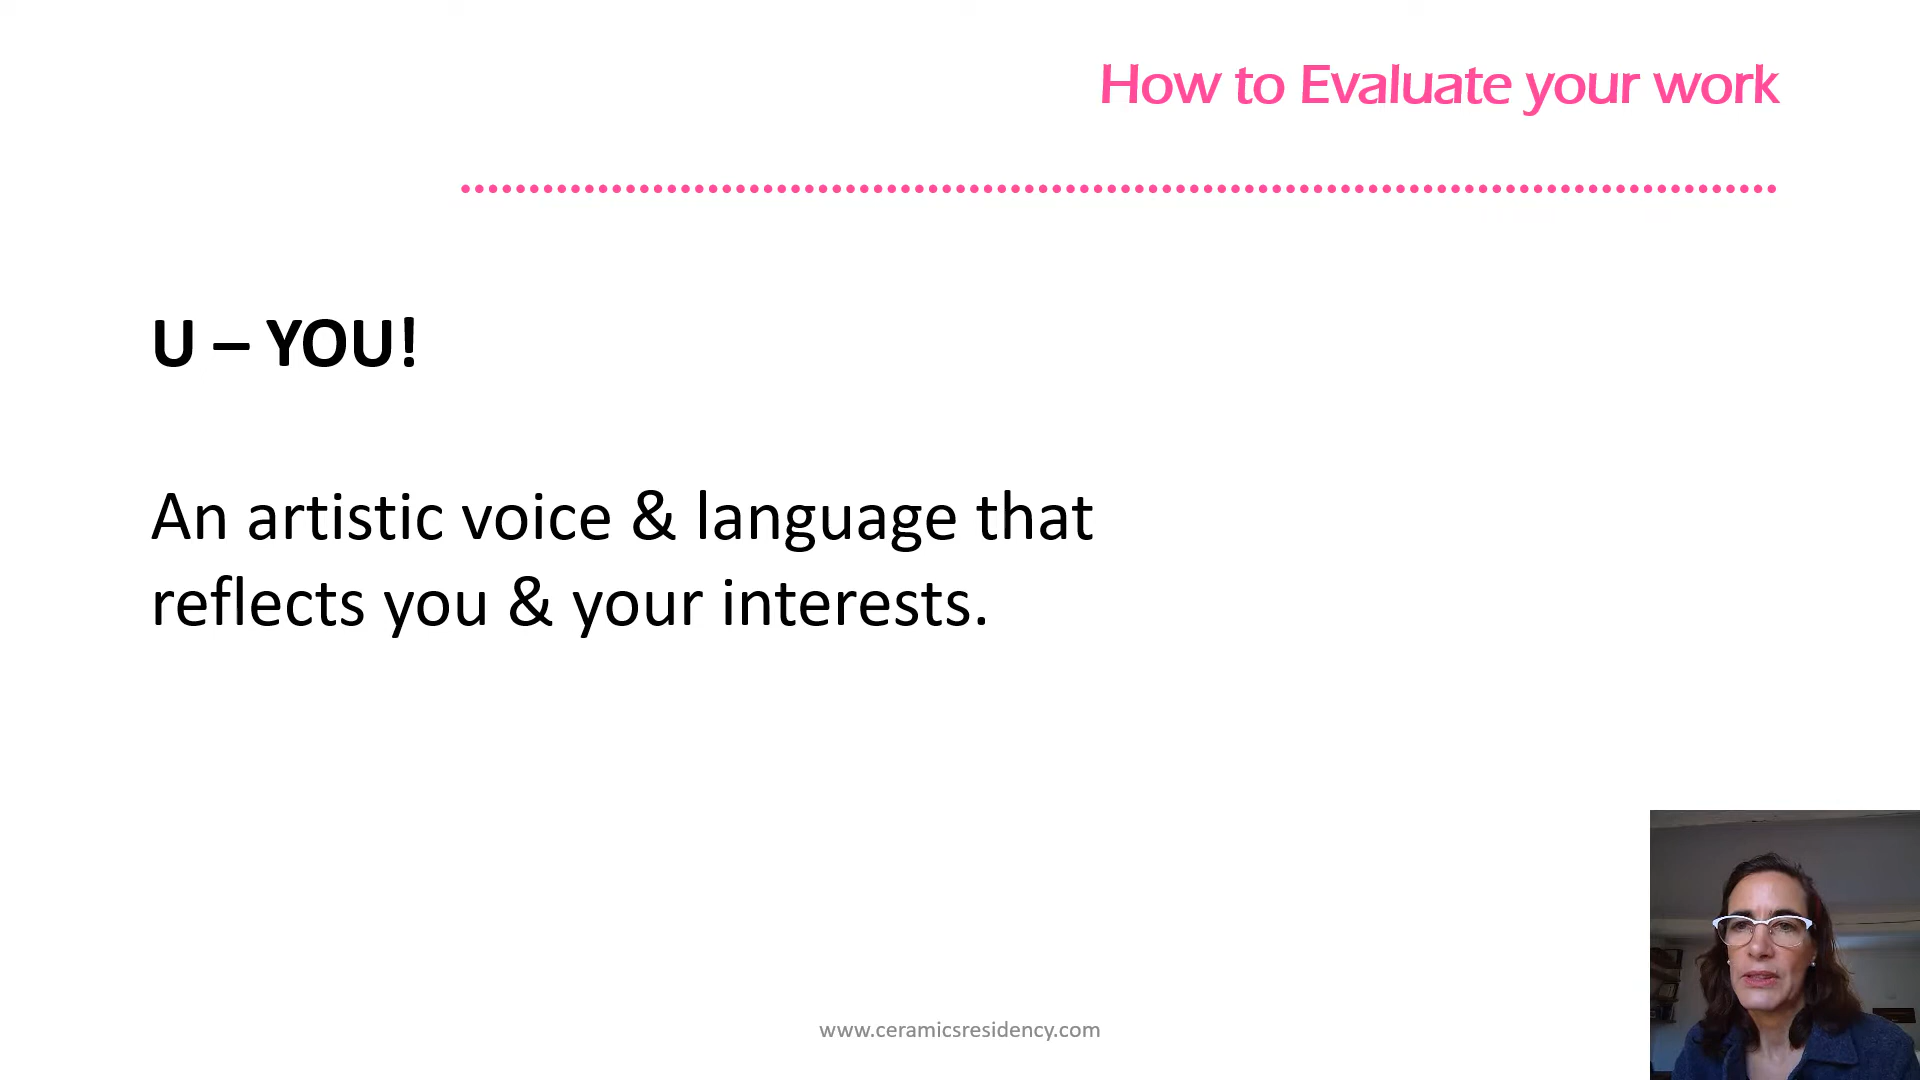 How to Evaluate your work
U – YOU!
An artistic voice & language that
reflects you & your interests.
www.ceramicsresidency.com